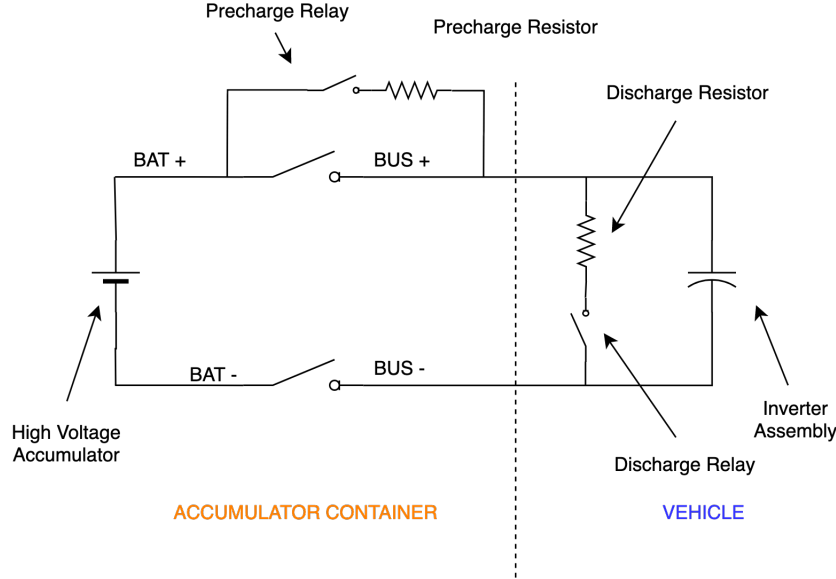 Precharge Relay
Precharge Resistor
Discharge Resistor
BAT +
BUS +
BAT -
BUS -
High Voltage
Accumulator
Inverter
Assembly
Discharge Relay
ACCUMULATOR CONTAINER
VEHICLE